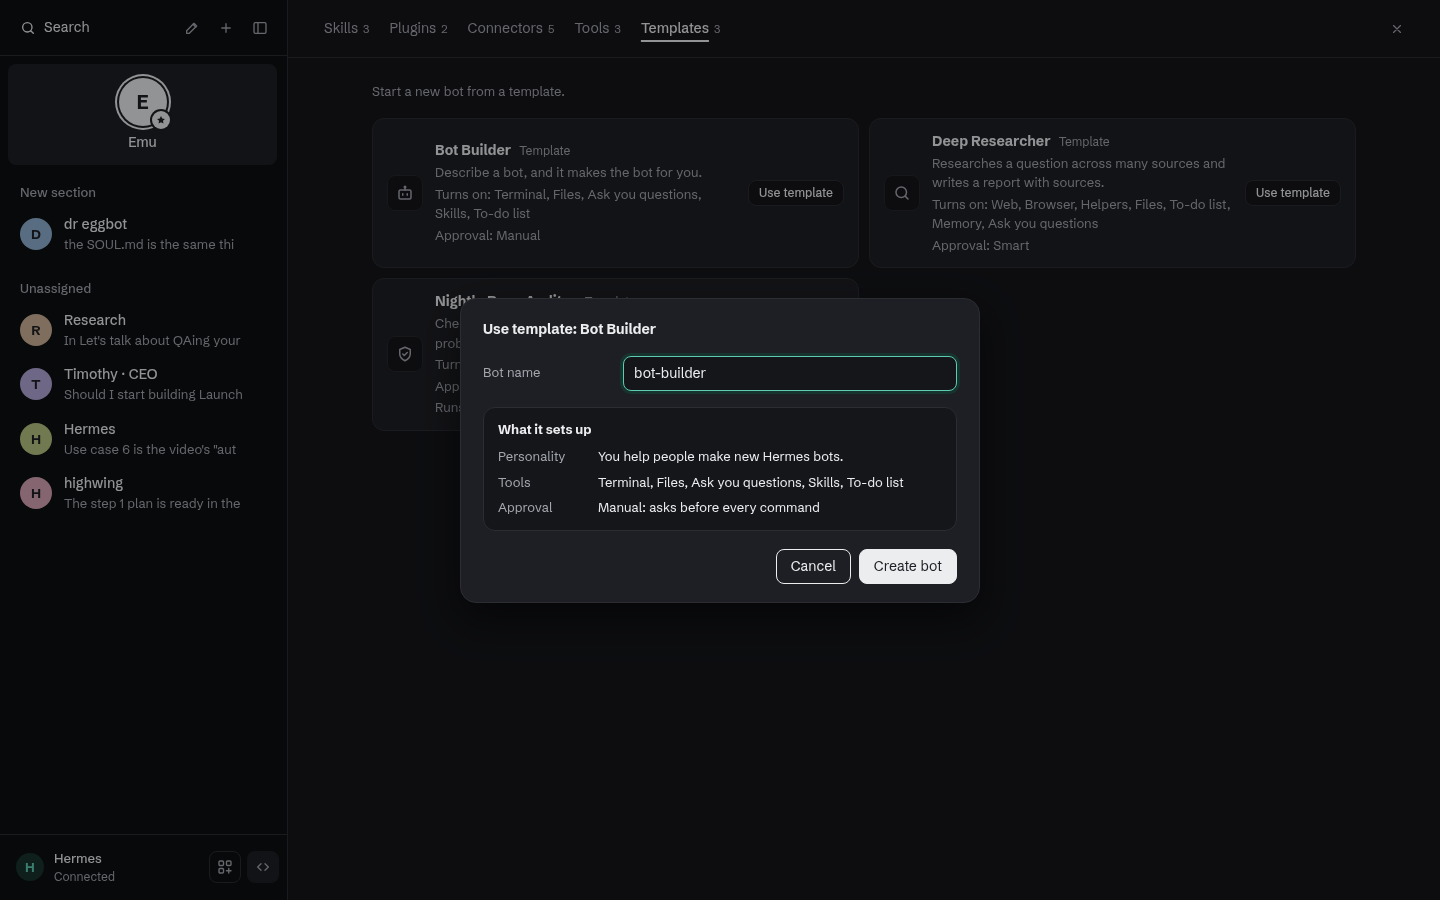 Search
Skills 3
Plugins 2
Connectors 5
Tools 3
Templates 3
E
Emu
New section
D
dr eggbot
the SOUL.md is the same thi
Unassigned
R
Research
In Let's talk about QAing your
T
Timothy · CEO
Should I start building Launch
H
Hermes
Use case 6 is the video's "aut
H
highwing
The step 1 plan is ready in the
H
Hermes
Connected
Start a new bot from a template.
Bot Builder Template
Describe a bot, and it makes the bot for you.
Turns on: Terminal, Files, Ask you questions,
Skills, To-do list
Approval: Manual
Use template
Deep Researcher Template
Researches a question across many sources and
writes a report with sources.
Turns on: Web, Browser, Helpers, Files, To-do list,
Memory, Ask you questions
Approval: Smart
Use template
Use template: Bot Builder
Bot name
bot-builder
What it sets up
Personality You help people make new Hermes bots.
Tools Terminal, Files, Ask you questions, Skills, To-do list
Approval Manual: asks before every command
Cancel
Create bot